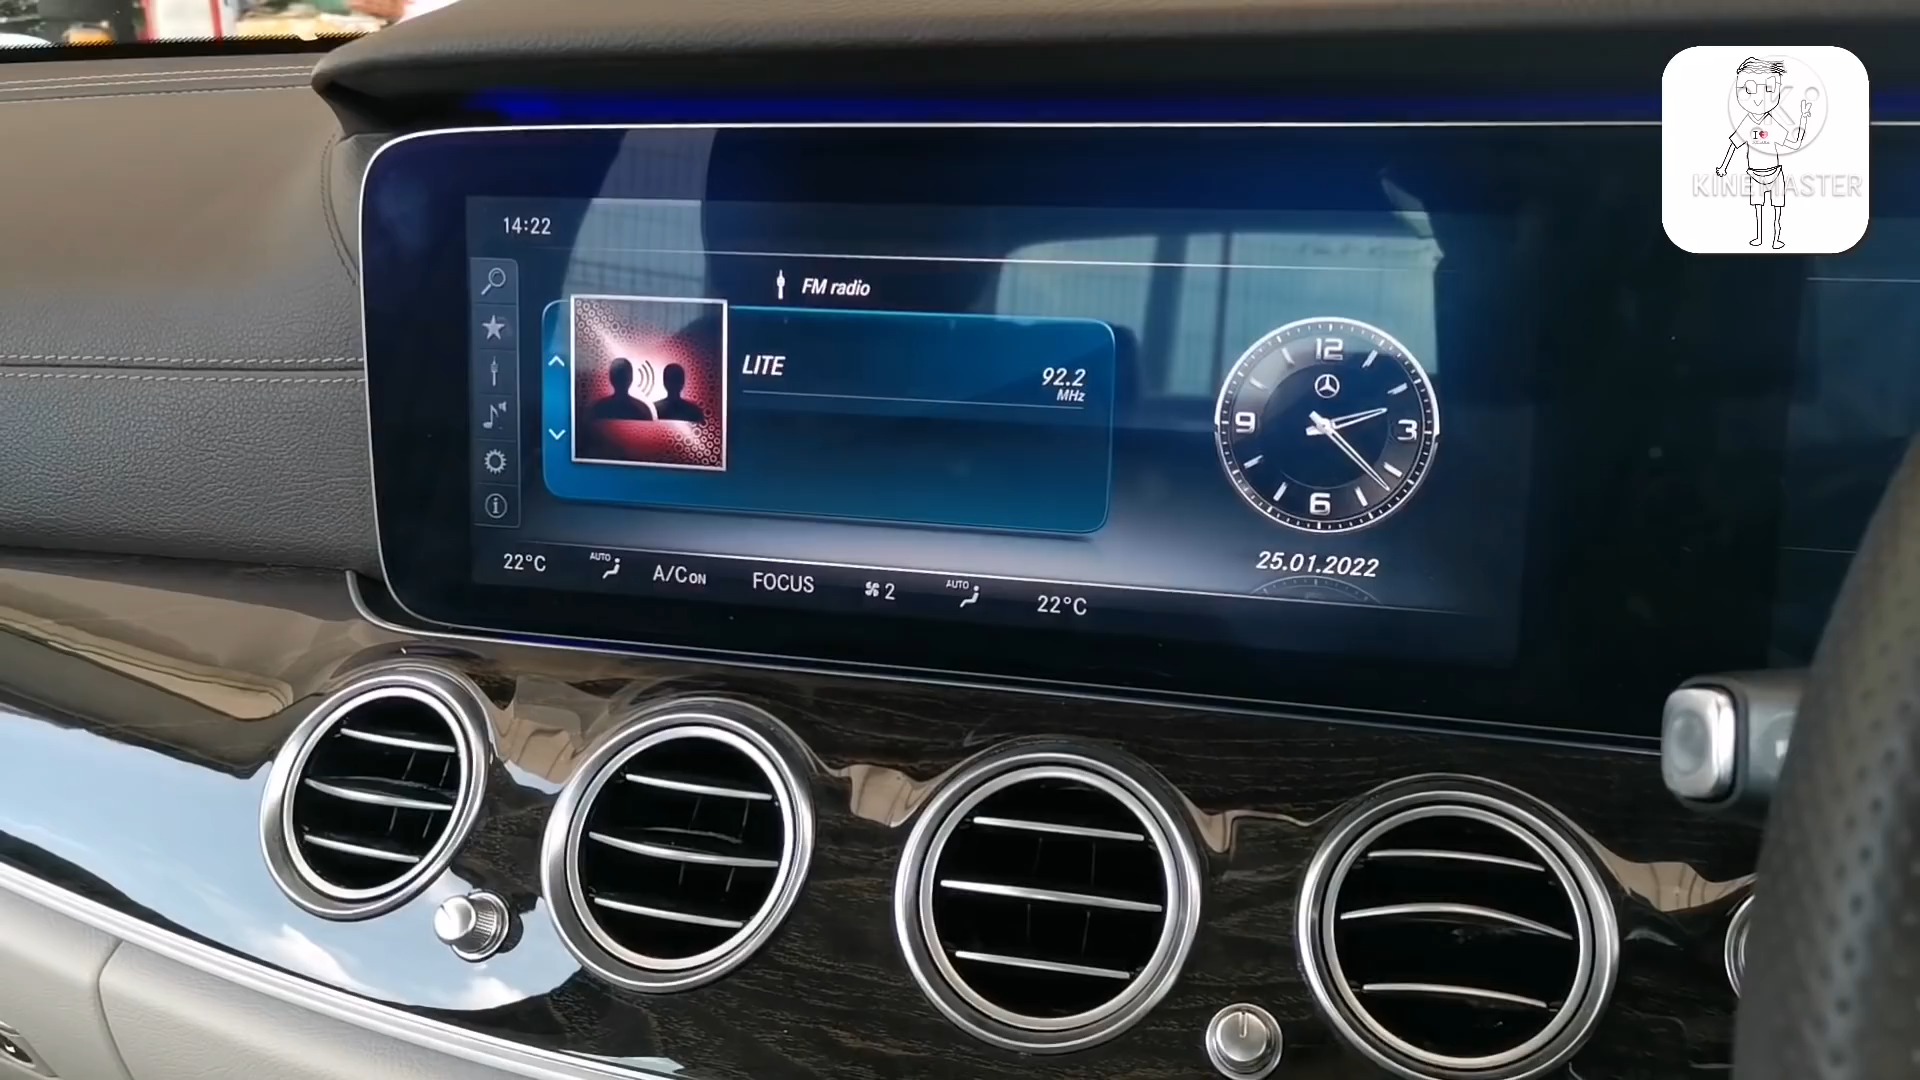 14:22
FM radio
LITE
92.2
MHz
12
3
6
9
25.01.2022
22°C
AUTO
A/C ON
FOCUS
2
AUTO
22°C
I
KINEMASTER